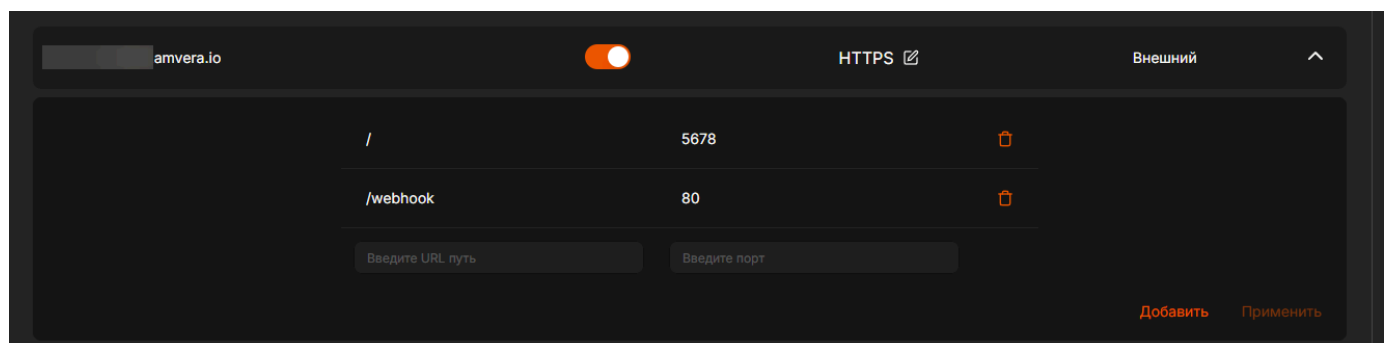 amvera.io HTTPS Внешний
/ 5678
/webhook 80
Введите URL путь Введите порт
Добавить Применить